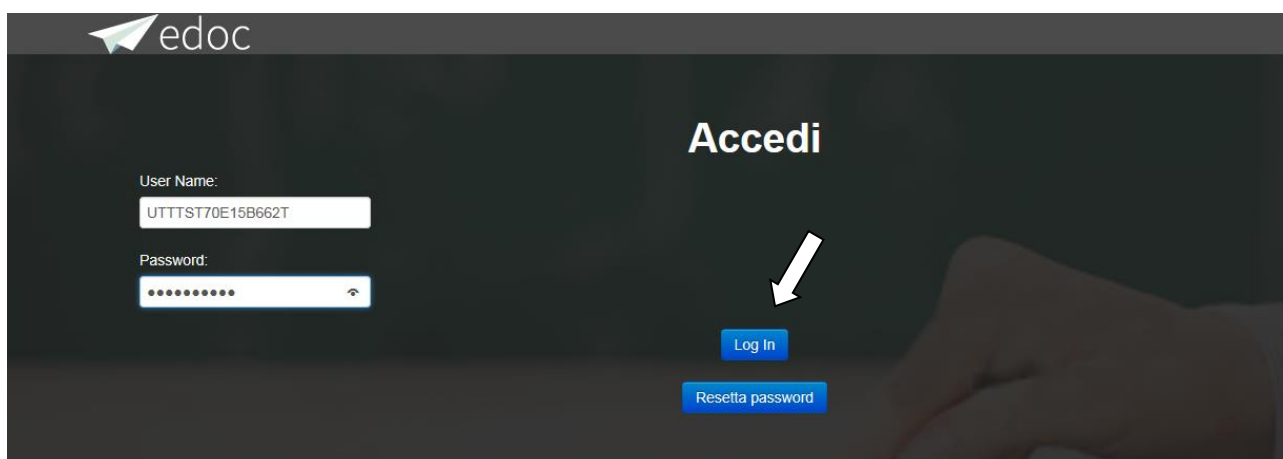 edoc
Accedi
User Name:
UTTTST70E15B662T
Password:
••••••••••
Log In
Resetta password